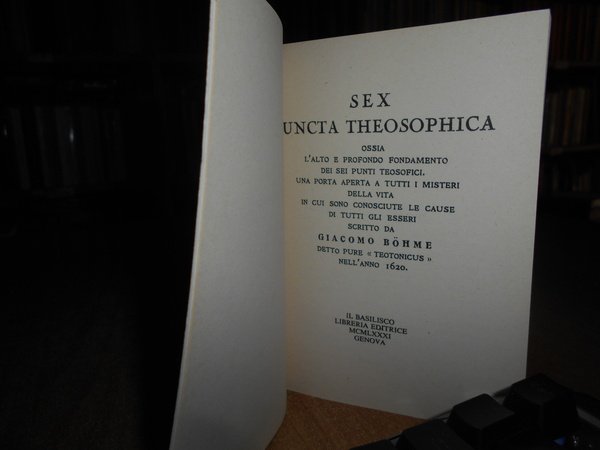 SEX
UNCTA THEOSOPHICA
OSSIA
L'ALTO E PROFONDO FONDAMENTO
DEI SEI PUNTI TEOSOFICI.
UNA PORTA APERTA A TUTTI I MISTERI
DELLA VITA
IN CUI SONO CONOSCIUTE LE CAUSE
DI TUTTI GLI ESSERI
SCRITTO DA
GIACOMO BÖHME
DETTO PURE « TEOTONICUS »
NELL'ANNO 1620.
IL BASILISCO
LIBRERIA EDITRICE
MCMLXXXI
GENOVA